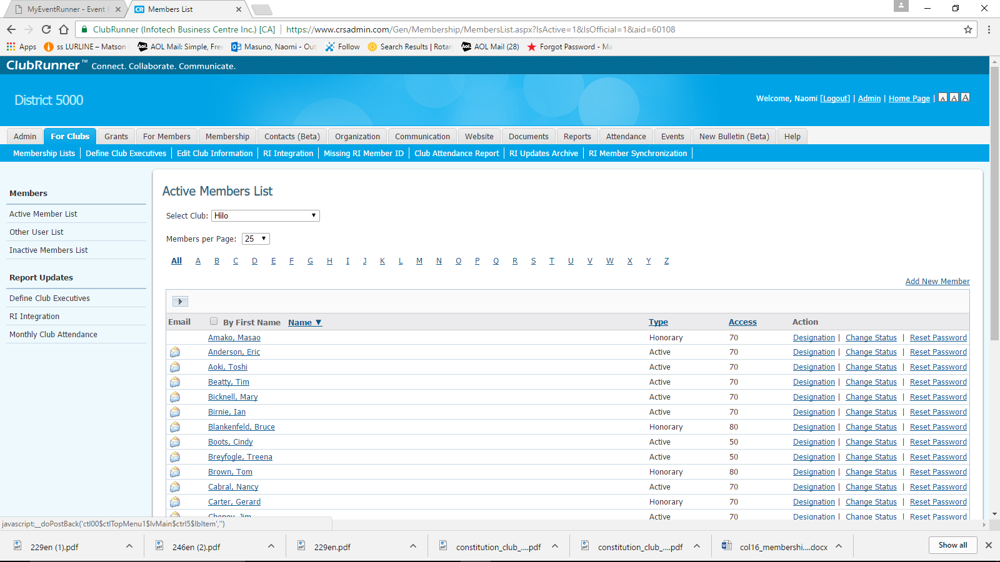 MyEventRunner - Event
Members List
ClubRunner (Infotech Business Centre Inc.) [CA] https://www.crsadmin.com/Gen/Membership/MembersList.aspx?IsActive=1&IsOfficial=1&aid=60108
Apps ss LURLINE – Matson AOL Mail: Simple, Free Masuno, Naomi - Out Follow Search Results | Rotar AOL Mail (28) Forgot Password - Ma
ClubRunner™ Connect. Collaborate. Communicate.
District 5000
Welcome, Naomi [Logout] | Admin | Home Page | A A A
Admin For Clubs Grants For Members Membership Contacts (Beta) Organization Communication Website Documents Reports Attendance Events New Bulletin (Beta) Help
Membership Lists Define Club Executives Edit Club Information RI Integration Missing RI Member ID Club Attendance Report RI Updates Archive RI Member Synchronization
Members
Active Member List
Other User List
Inactive Members List
Report Updates
Define Club Executives
RI Integration
Monthly Club Attendance
Active Members List
Select Club: Hilo
Members per Page: 25
All A B C D E F G H I J K L M N O P Q R S T U V W X Y Z
Add New Member
Email By First Name Name ▼ Type Access Action
Amako, Masao Honorary 70 Designation | Change Status | Reset Password
Anderson, Eric Active 70 Designation | Change Status | Reset Password
Aoki, Toshi Active 70 Designation | Change Status | Reset Password
Beatty, Tim Active 70 Designation | Change Status | Reset Password
Bicknell, Mary Active 70 Designation | Change Status | Reset Password
Birnie, Ian Active 70 Designation | Change Status | Reset Password
Blankenfeld, Bruce Honorary 80 Designation | Change Status | Reset Password
Boots, Cindy Active 50 Designation | Change Status | Reset Password
Breyfogle, Treena Active 50 Designation | Change Status | Reset Password
Brown, Tom Honorary 80 Designation | Change Status | Reset Password
Cabral, Nancy Active 70 Designation | Change Status | Reset Password
Carter, Gerard Honorary 70 Designation | Change Status | Reset Password
Cheney, Jim Active 70 Designation | Change Status | Reset Password
javascript:__doPostBack('ctl00$ctlTopMenu1$lvMain$ctrl5$lbItem','')
229en (1).pdf 246en (2).pdf 229en.pdf constitution_club_....pdf constitution_club_....pdf col16_membershi....docx Show all